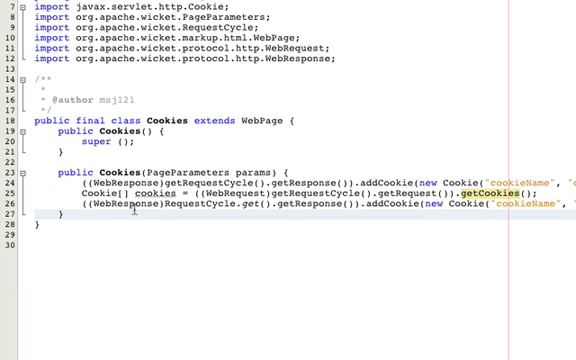 7 import javax.servlet.http.Cookie;
8 import org.apache.wicket.PageParameters;
9 import org.apache.wicket.RequestCycle;
10 import org.apache.wicket.markup.html.WebPage;
11 import org.apache.wicket.protocol.http.WebRequest;
12 import org.apache.wicket.protocol.http.WebResponse;
13
14 /**
15 *
16 * @author msj121
17 */
18 public final class Cookies extends WebPage {
19 public Cookies() {
20 super ();
21 }
22
23 public Cookies(PageParameters params) {
24 ((WebResponse)getRequestCycle().getResponse()).addCookie(new Cookie("cookieName", "
25 Cookie[] cookies = ((WebRequest)getRequestCycle().getRequest()).getCookies();
26 ((WebResponse)RequestCycle.get().getResponse()).addCookie(new Cookie("cookieName",
27 }
28 }
29
30